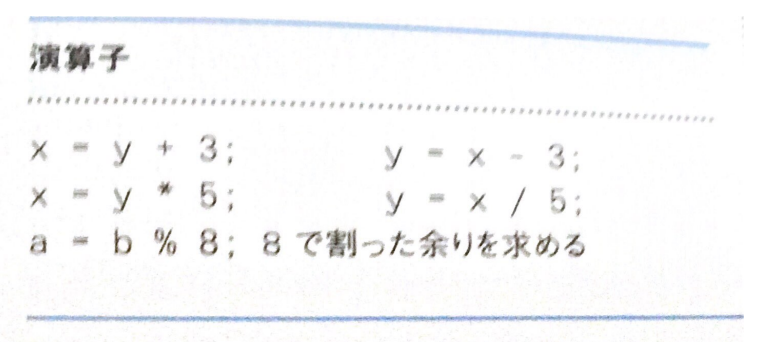 演算子
x = y + 3; y = x - 3;
x = y * 5; y = x / 5;
a = b % 8; 8 で割った余りを求める